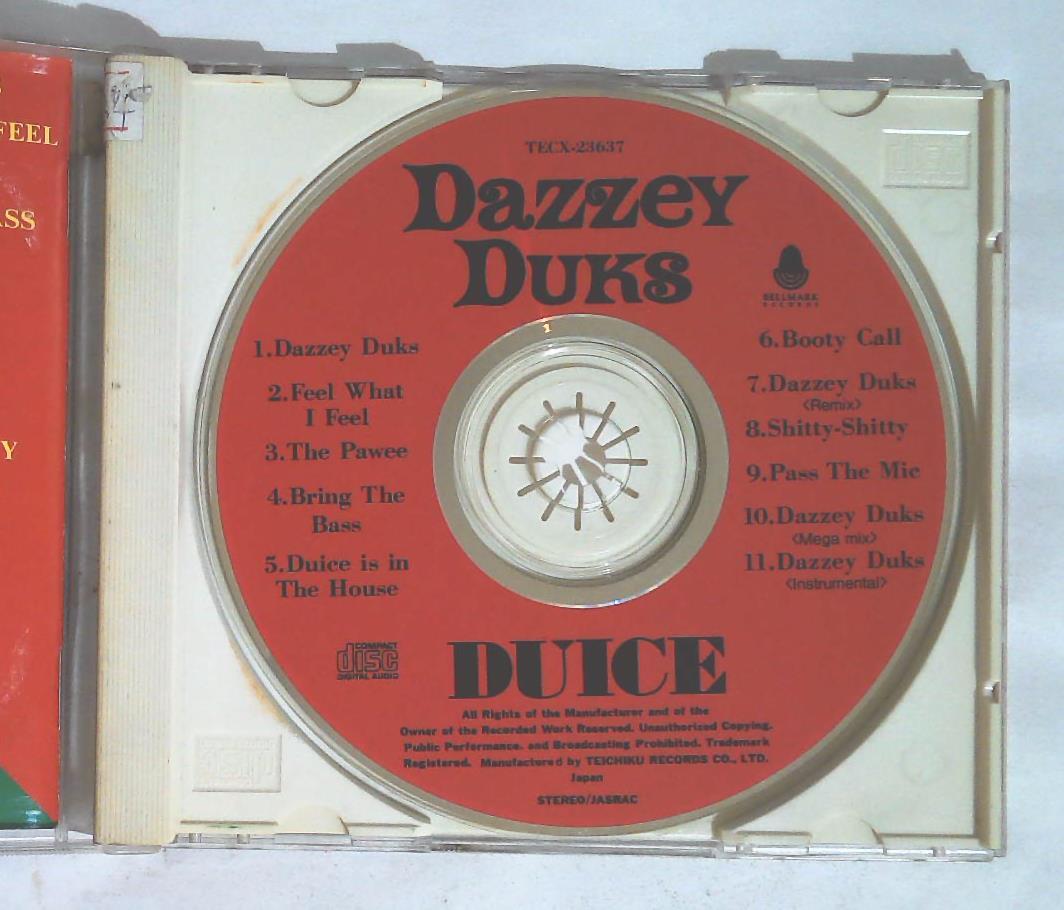 FEEL
ASS
Y
TECX-23637
Dazzey
Duks
BELLMARK
RECORDS
1
1.Dazzey Duks
2.Feel What
I Feel
3.The Pawee
4.Bring The
Bass
5.Duice is in
The House
6.Booty Call
7.Dazzey Duks
<Remix>
8.Shitty-Shitty
9.Pass The Mic
10.Dazzey Duks
<Mega mix>
11.Dazzey Duks
<Instrumental>
COMPACT
disc
DIGITAL AUDIO
DUICE
All Rights of the Manufacturer and of the
Owner of the Recorded Work Reserved. Unauthorized Copying.
Public Performance. and Broadcasting Prohibited. Trademark
Registered. Manufactured by TEICHIKU RECORDS CO., LTD.
Japan
STEREO/JASRAC
disc